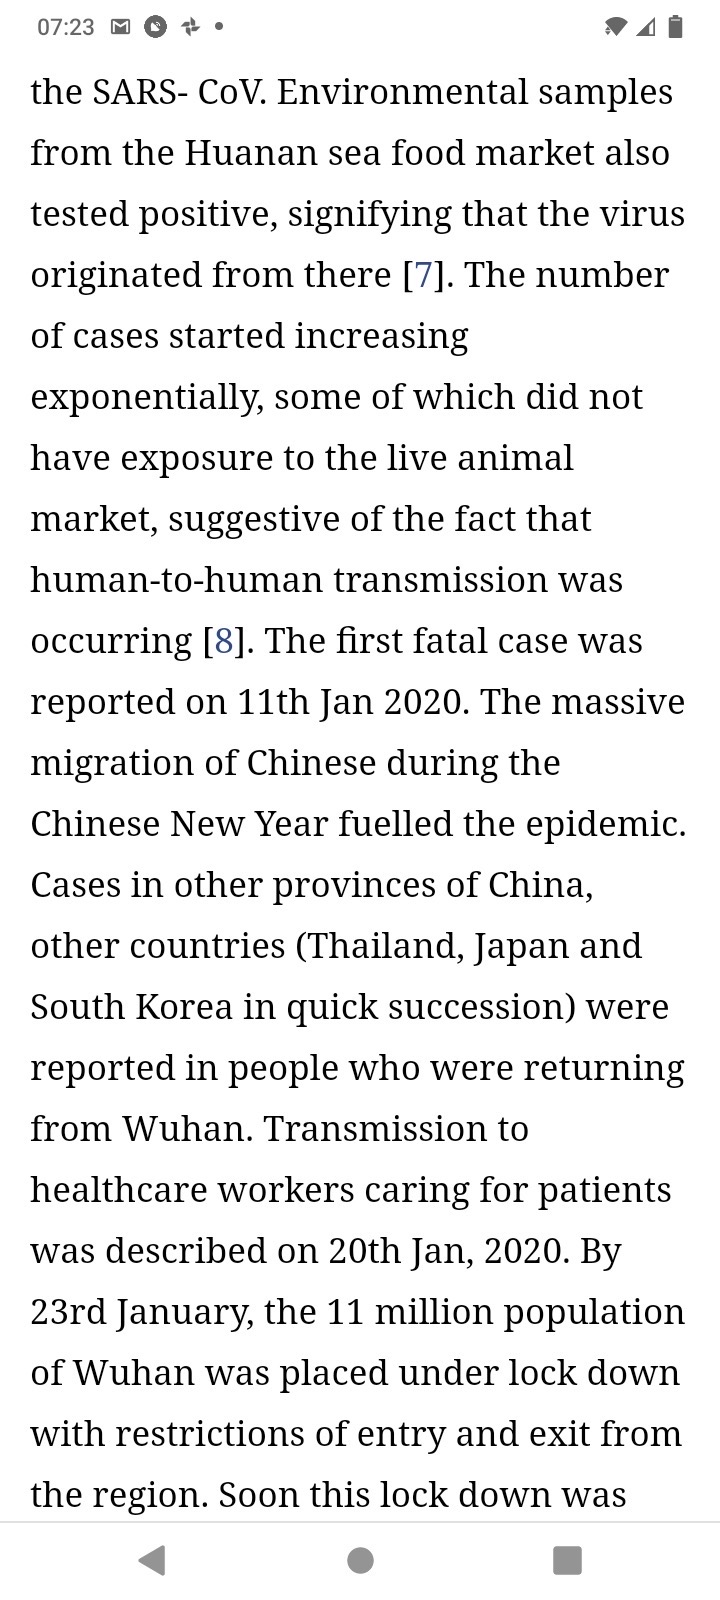 07:23
the SARS- CoV. Environmental samples
from the Huanan sea food market also
tested positive, signifying that the virus
originated from there [7]. The number
of cases started increasing
exponentially, some of which did not
have exposure to the live animal
market, suggestive of the fact that
human-to-human transmission was
occurring [8]. The first fatal case was
reported on 11th Jan 2020. The massive
migration of Chinese during the
Chinese New Year fuelled the epidemic.
Cases in other provinces of China,
other countries (Thailand, Japan and
South Korea in quick succession) were
reported in people who were returning
from Wuhan. Transmission to
healthcare workers caring for patients
was described on 20th Jan, 2020. By
23rd January, the 11 million population
of Wuhan was placed under lock down
with restrictions of entry and exit from
the region. Soon this lock down was